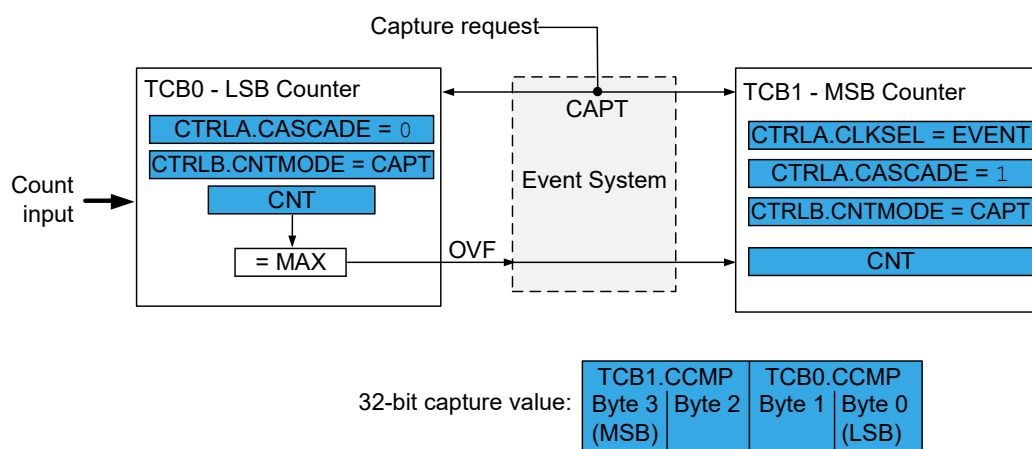 Capture request
TCB0 - LSB Counter
CTRLA.CASCADE = 0
CTRLB.CNTMODE = CAPT
CNT
= MAX
Count
input
OVF
CAPT
Event System
TCB1 - MSB Counter
CTRLA.CLKSEL = EVENT
CTRLA.CASCADE = 1
CTRLB.CNTMODE = CAPT
CNT
32-bit capture value:
TCB1.CCMP TCB0.CCMP
Byte 3 Byte 2 Byte 1 Byte 0
(MSB) (LSB)